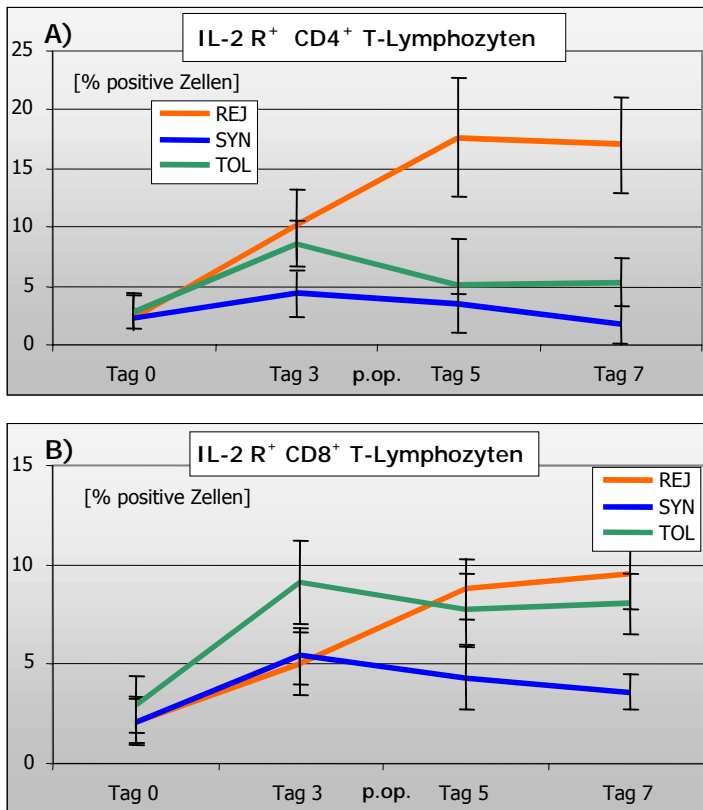 A) IL-2 R⁺ CD4⁺ T-Lymphozyten
25
[% positive Zellen]
REJ
SYN
TOL
20
15
10
5
0
Tag 0 Tag 3 p.op. Tag 5 Tag 7
B) IL-2 R⁺ CD8⁺ T-Lymphozyten
15
[% positive Zellen]
REJ
SYN
TOL
10
5
0
Tag 0 Tag 3 p.op. Tag 5 Tag 7